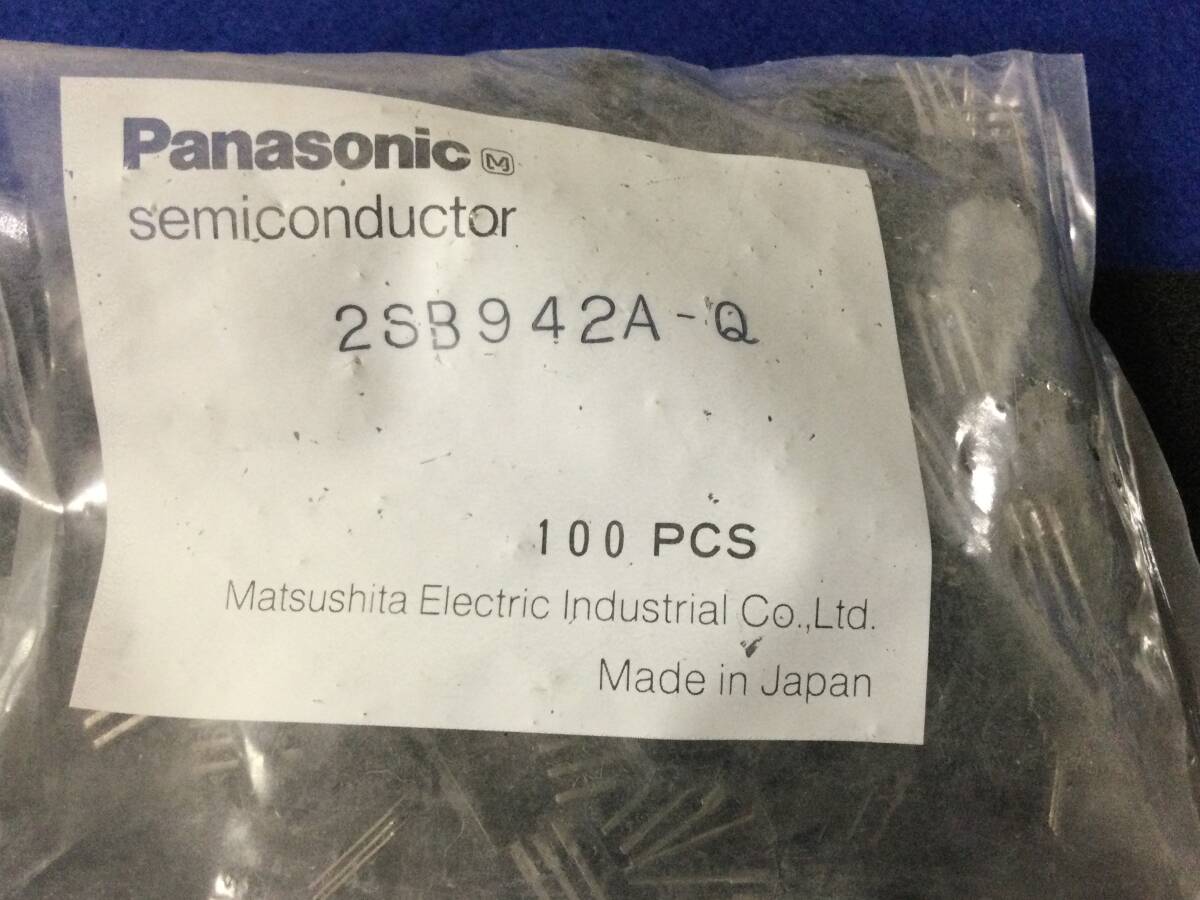 Panasonic M
semiconductor
2SB942A-Q
100 PCS
Matsushita Electric Industrial Co.,Ltd.
Made in Japan